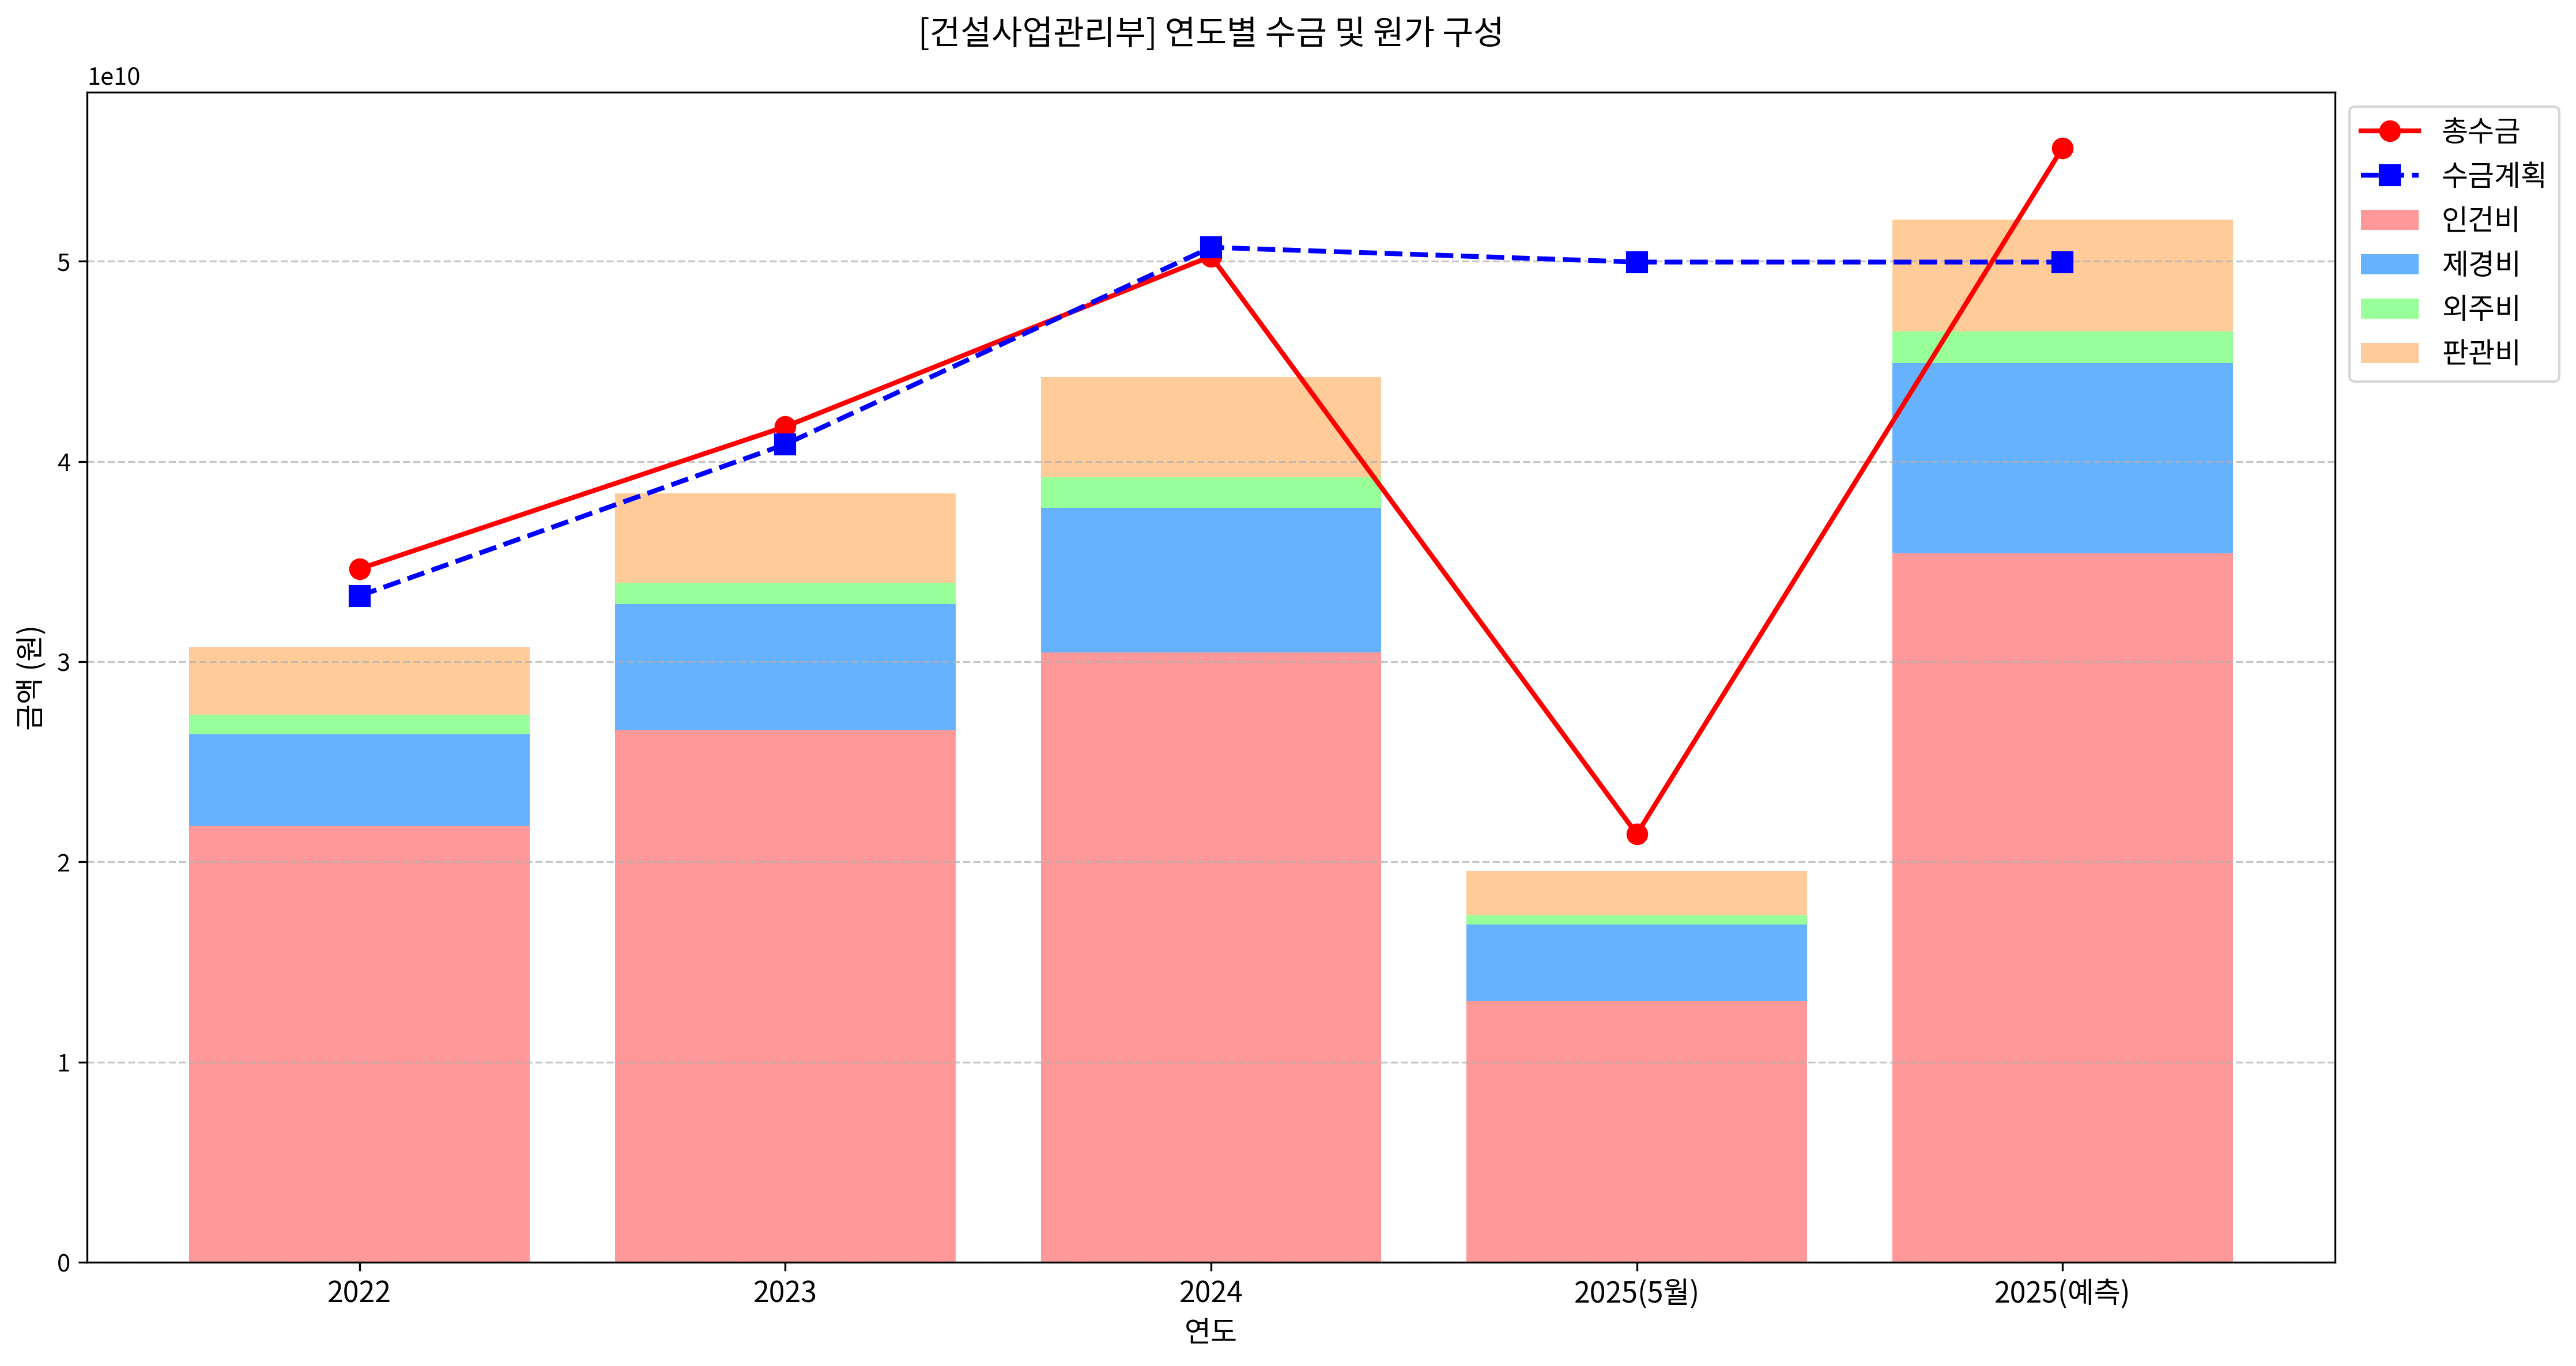 [건설사업관리부] 연도별 수금 및 원가 구성
1e10
총수금
수금계획
인건비
제경비
외주비
판관비
5
4
3
2
1
0
금액 (원)
2022
2023
2024
2025(5월)
2025(예측)
연도